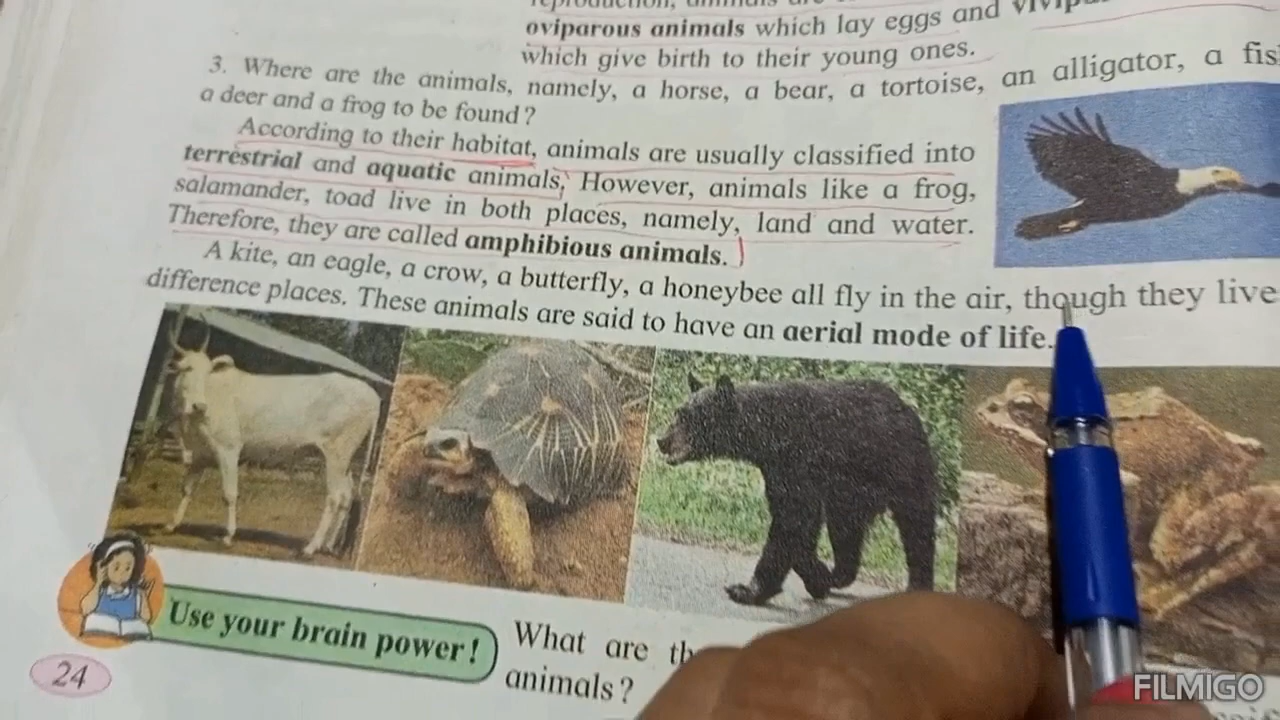 oviparous animals which lay eggs and
which give birth to their young ones.
3. Where are the animals, namely, a horse, a bear, a tortoise, an alligator, a
a deer and a frog to be found?
According to their habitat, animals are usually classified into
terrestrial and aquatic animals, However, animals like a frog,
salamander, toad live in both places, namely, land and water.
Therefore, they are called amphibious animals.
A kite, an eagle, a crow, a butterfly, a honeybee all fly in the air, though they live
difference places. These animals are said to have an aerial mode of life.
Use your brain power!
What are
animals?
24
FILMIGO